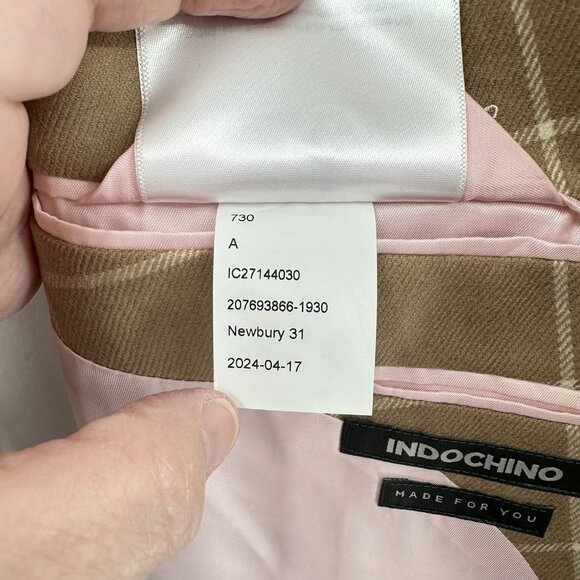 730
A
IC27144030
207693866-1930
Newbury 31
2024-04-17
INDOCHINO
MADE FOR YOU